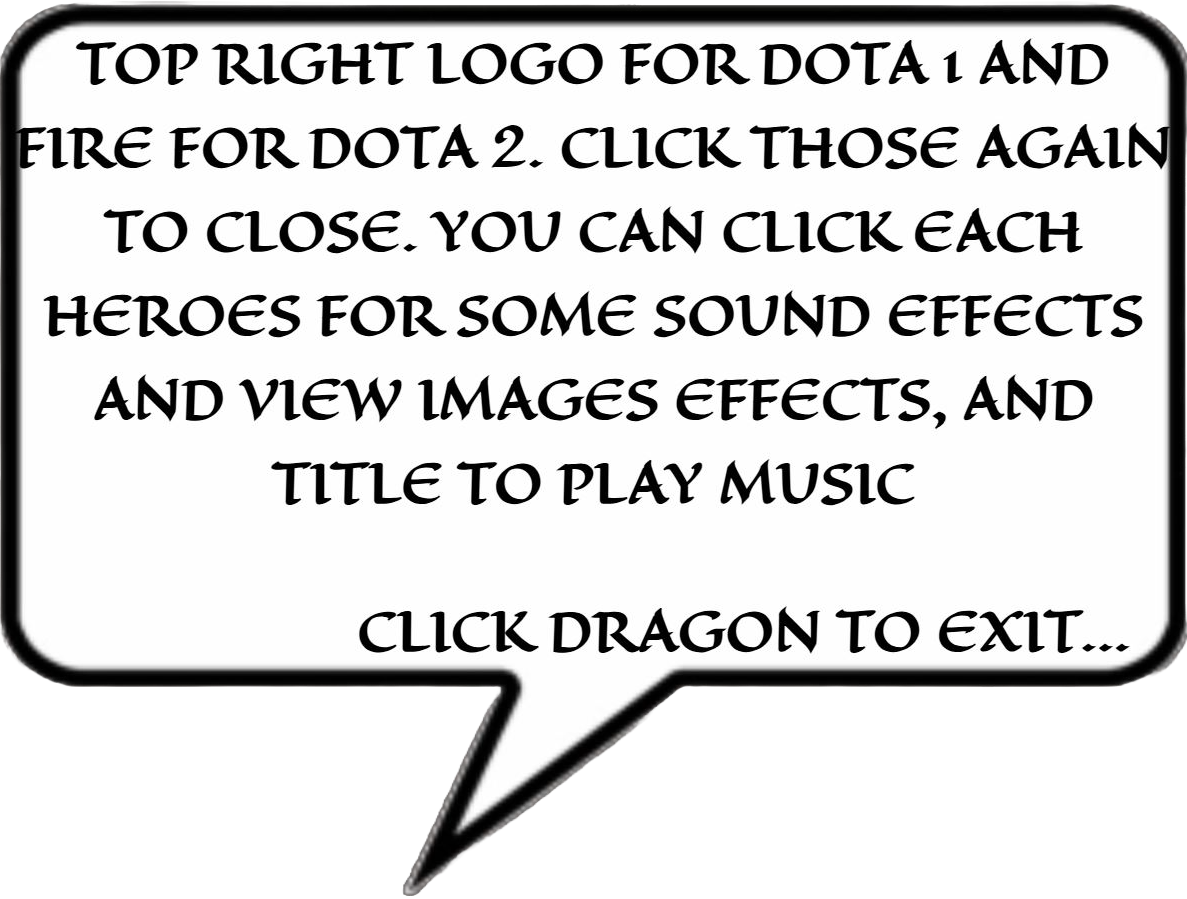 TOP RIGHT LOGO FOR DOTA 1 AND
FIRE FOR DOTA 2. CLICK THOSE AGAIN
TO CLOSE. YOU CAN CLICK EACH
HEROES FOR SOME SOUND EFFECTS
AND VIEW IMAGES EFFECTS, AND
TITLE TO PLAY MUSIC
CLICK DRAGON TO EXIT...